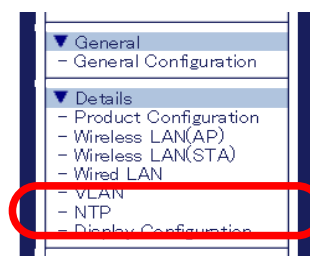 ▼ General
- General Configuration
▼ Details
- Product Configuration
- Wireless LAN(AP)
- Wireless LAN(STA)
- Wired LAN
- VLAN
- NTP
- Display Configuration